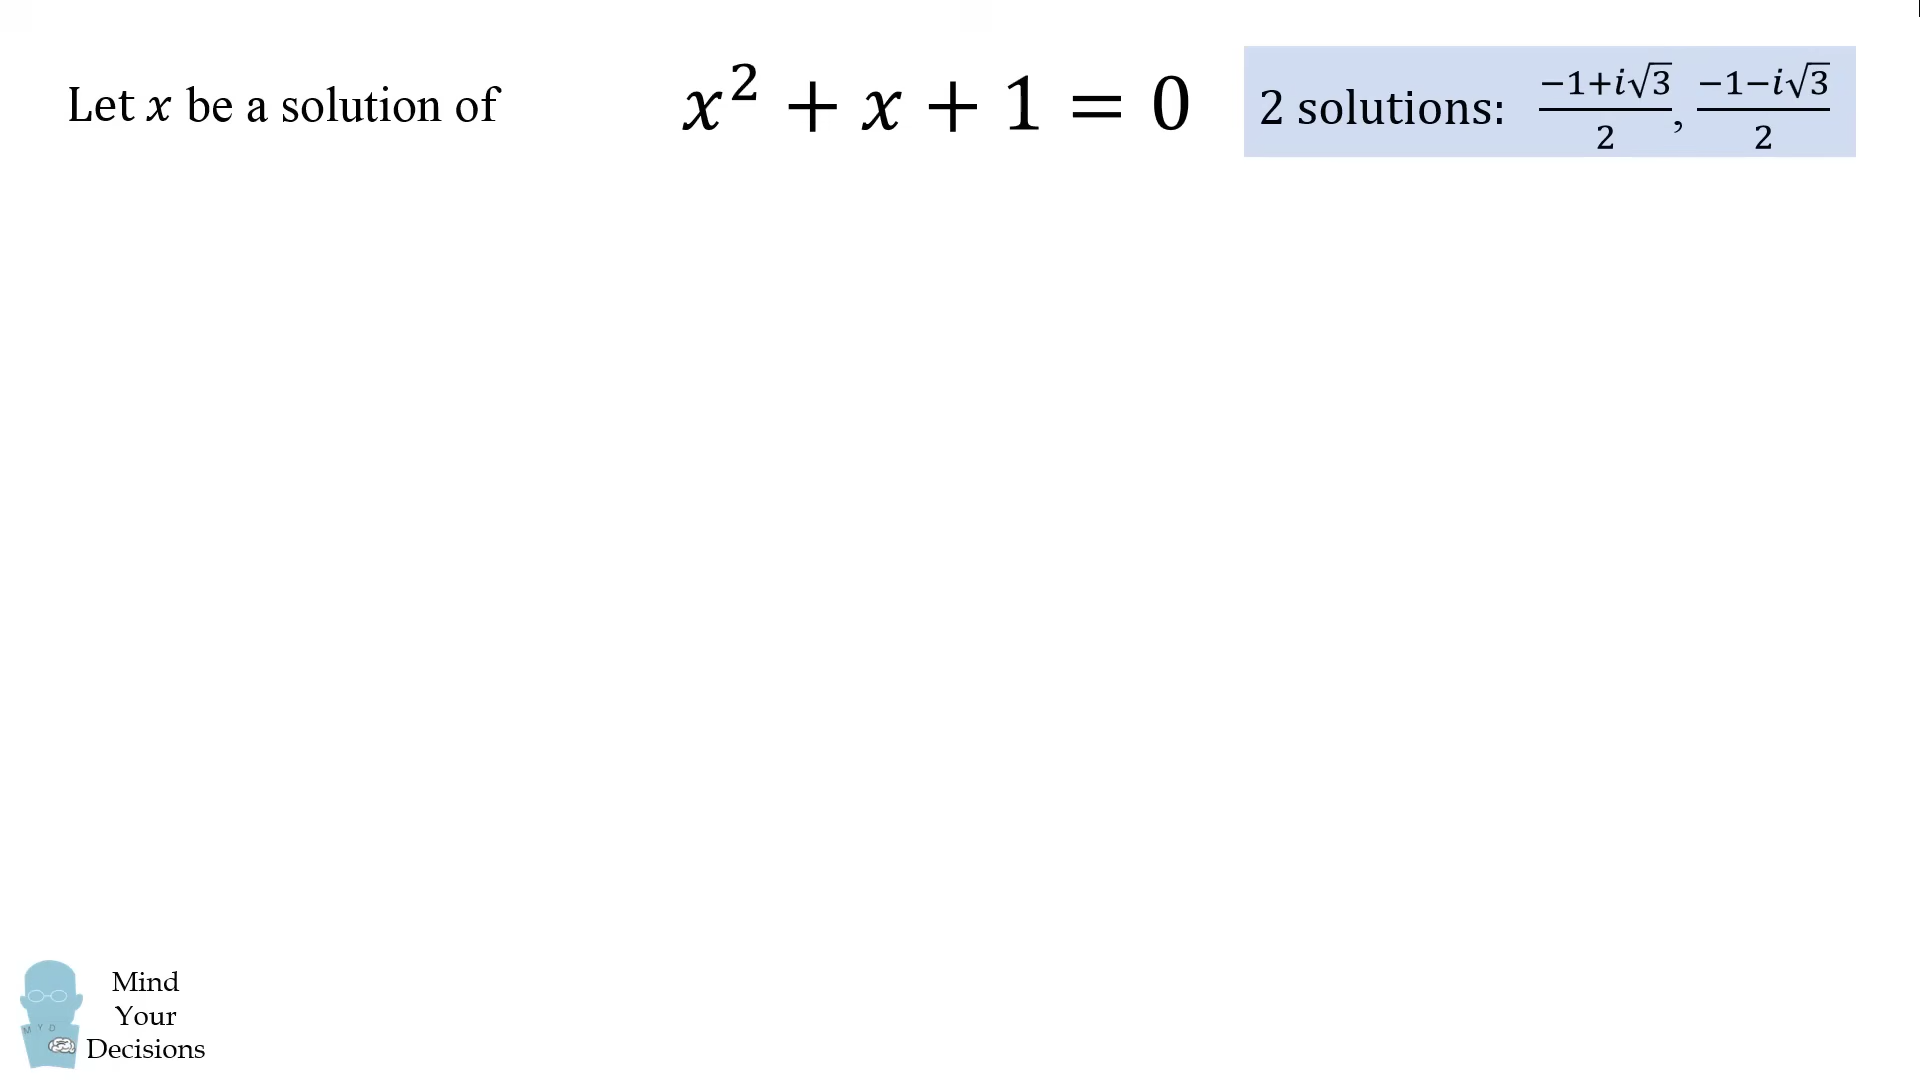 Let x be a solution of x² + x + 1 = 0 2 solutions: (−1+i√3)/2, (−1−i√3)/2
M Y D
Mind
Your
Decisions